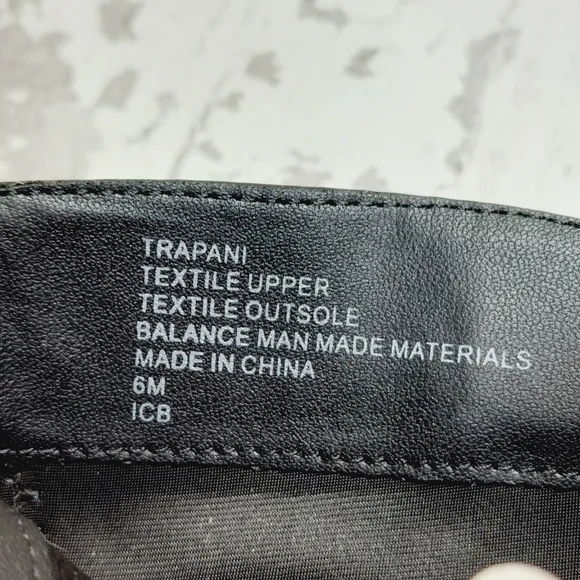 TRAPANI
TEXTILE UPPER
TEXTILE OUTSOLE
BALANCE MAN MADE MATERIALS
MADE IN CHINA
6M
ICB